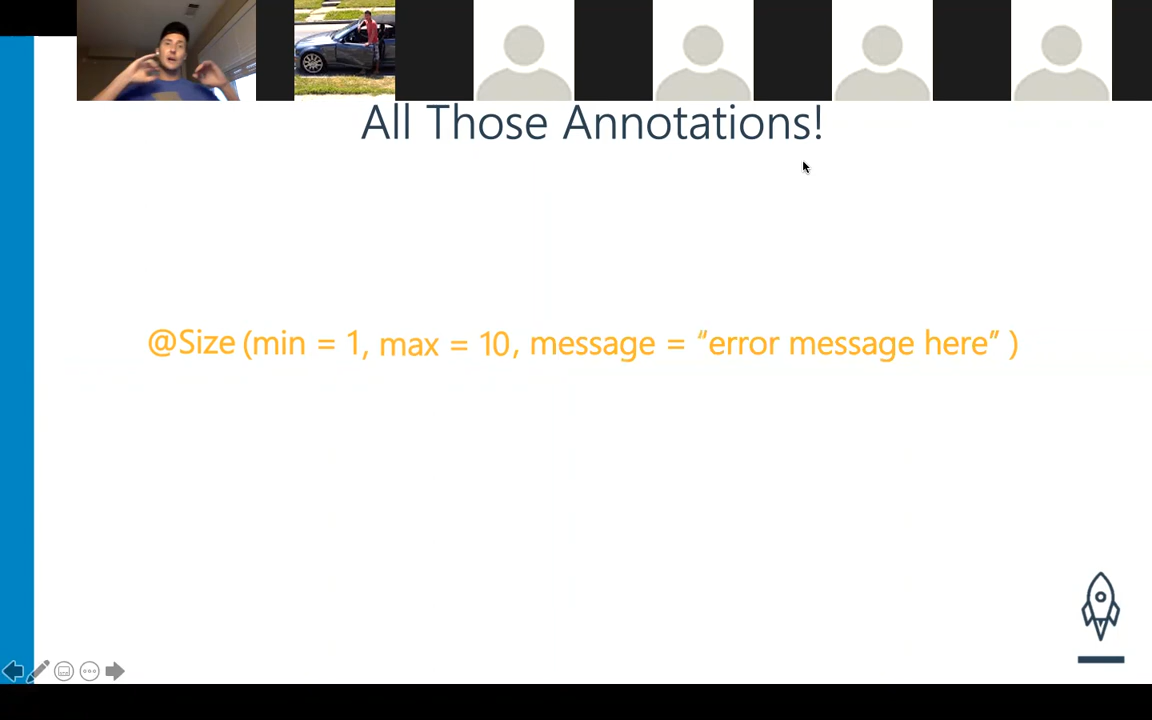 All Those Annotations!
@Size (min = 1, max = 10, message = “error message here” )